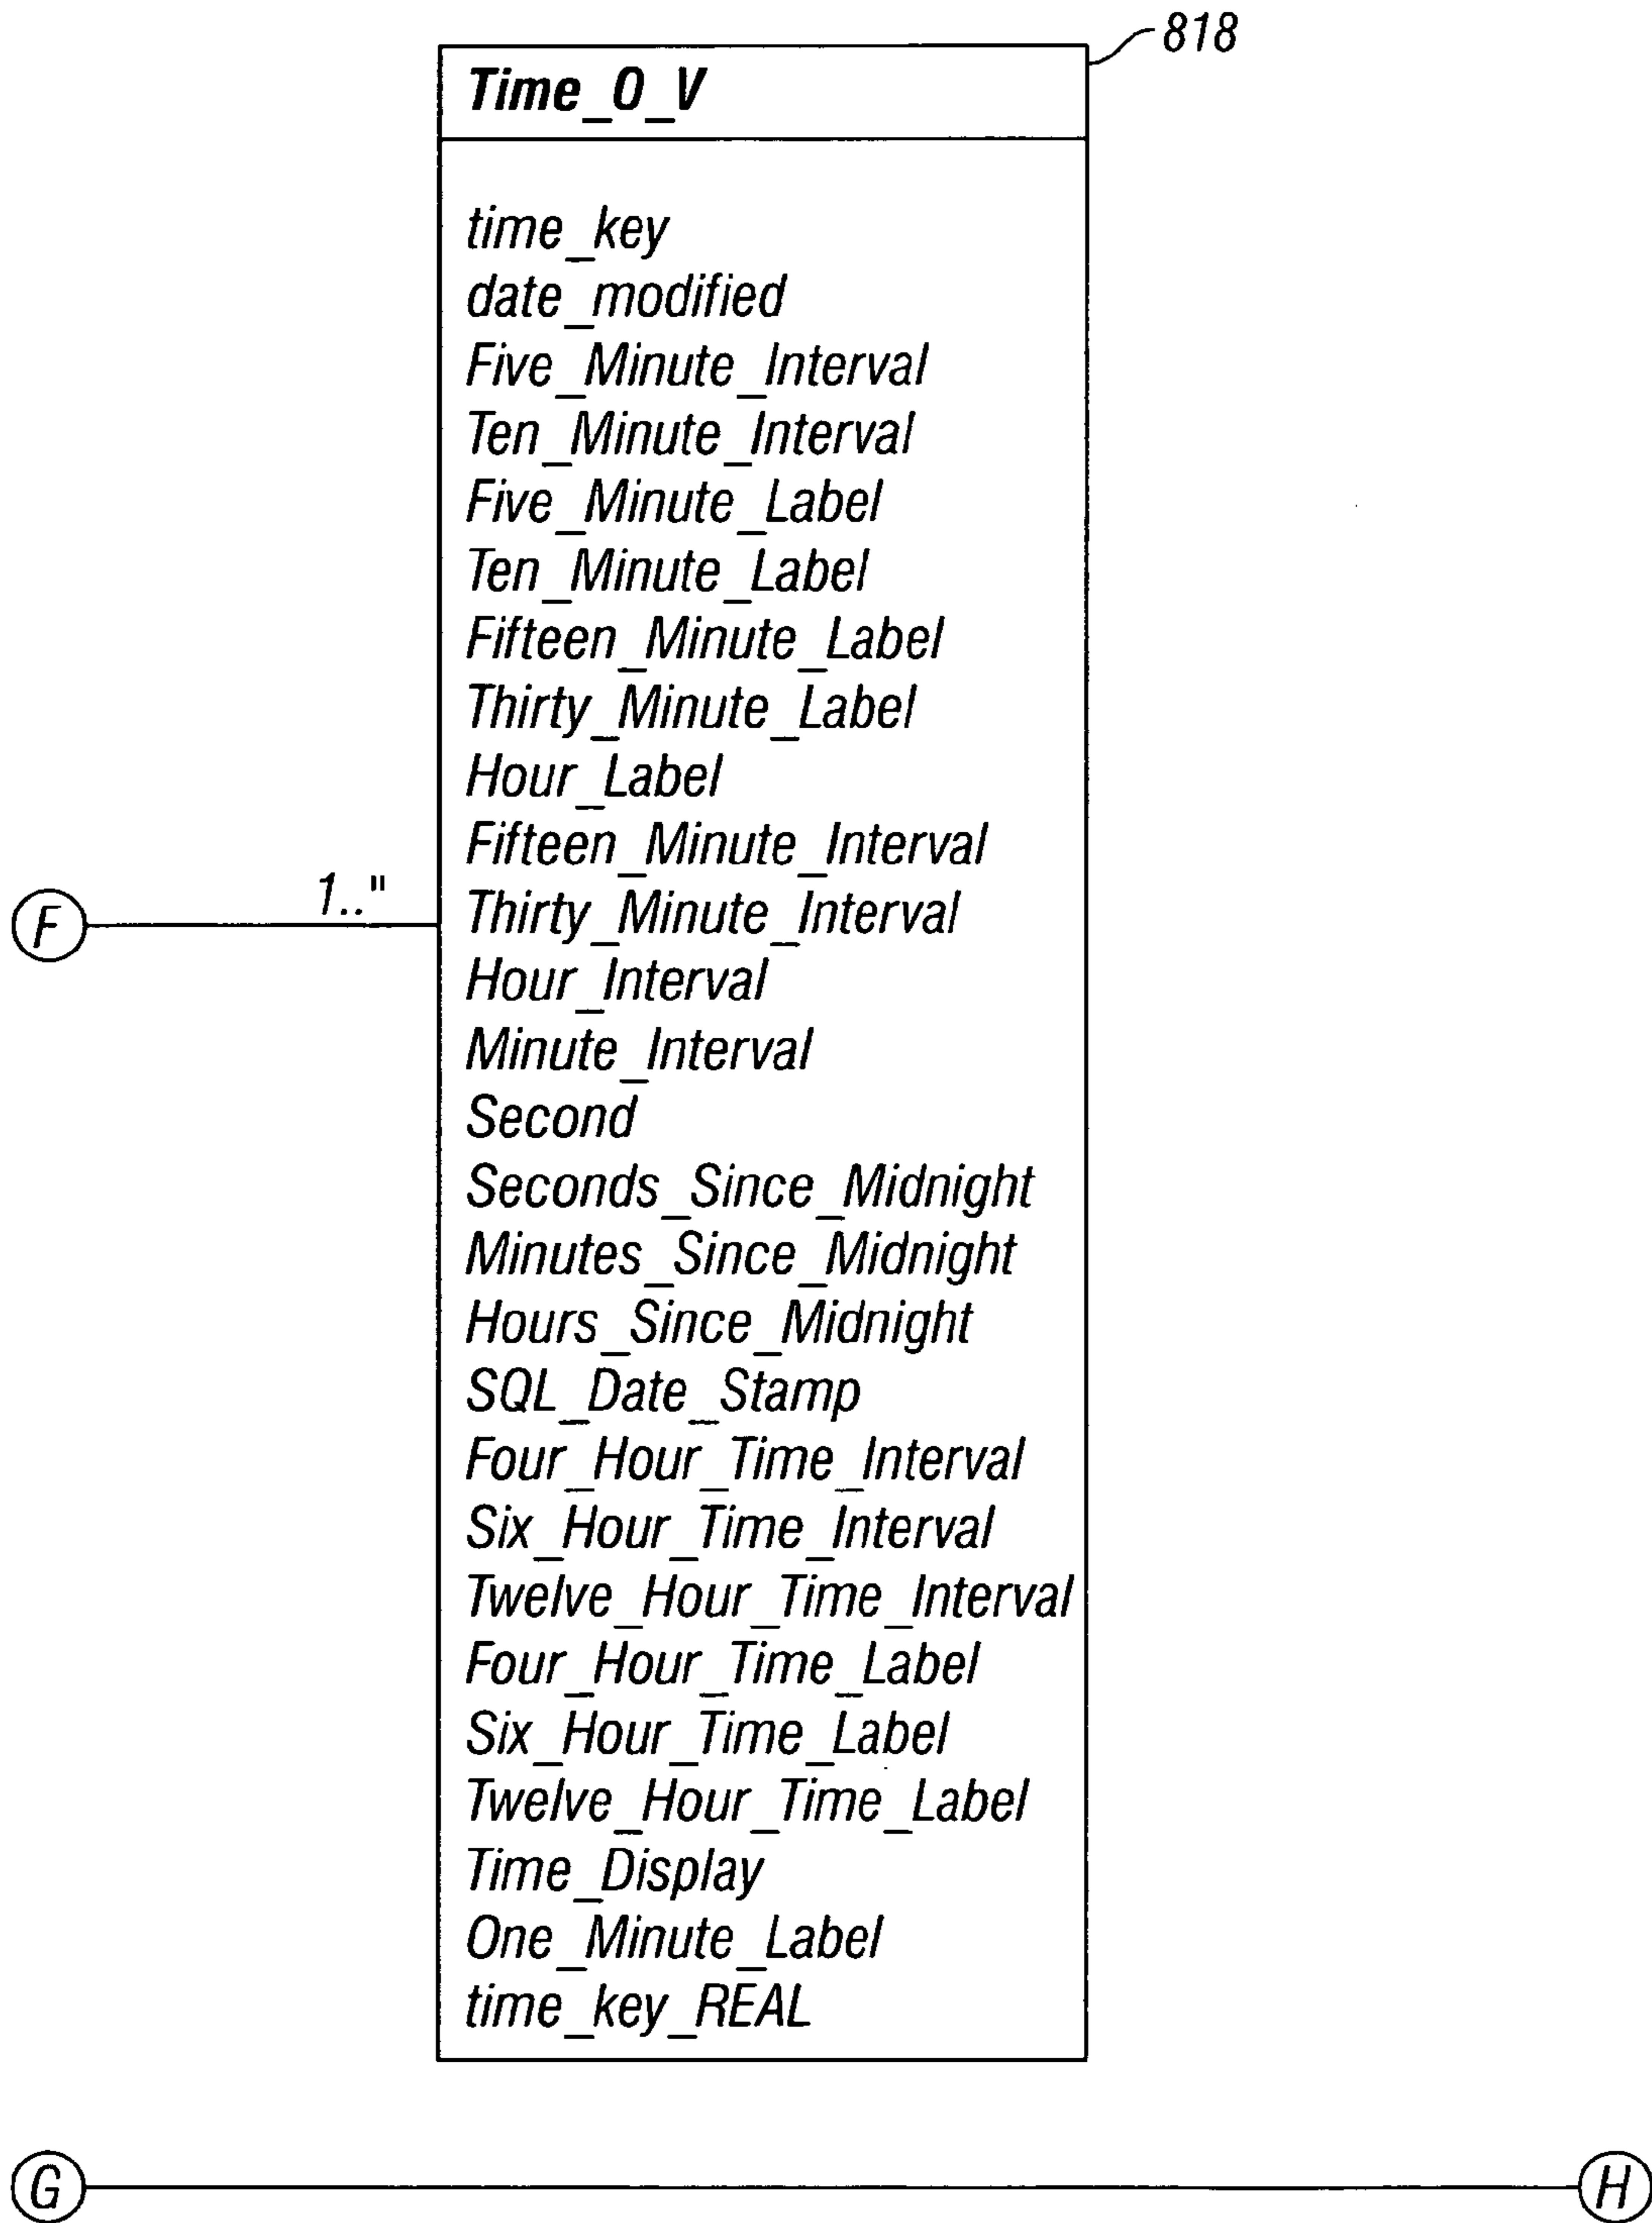 818
Time_O_V
time_key
date_modified
Five_Minute_Interval
Ten_Minute_Interval
Five_Minute_Label
Ten_Minute_Label
Fifteen_Minute_Label
Thirty_Minute_Label
Hour_Label
Fifteen_Minute_Interval
F 1.." Thirty_Minute_Interval
Hour_Interval
Minute_Interval
Second
Seconds_Since_Midnight
Minutes_Since_Midnight
Hours_Since_Midnight
SQL_Date_Stamp
Four_Hour_Time_Interval
Six_Hour_Time_Interval
Twelve_Hour_Time_Interval
Four_Hour_Time_Label
Six_Hour_Time_Label
Twelve_Hour_Time_Label
Time_Display
One_Minute_Label
time_key_REAL
G H